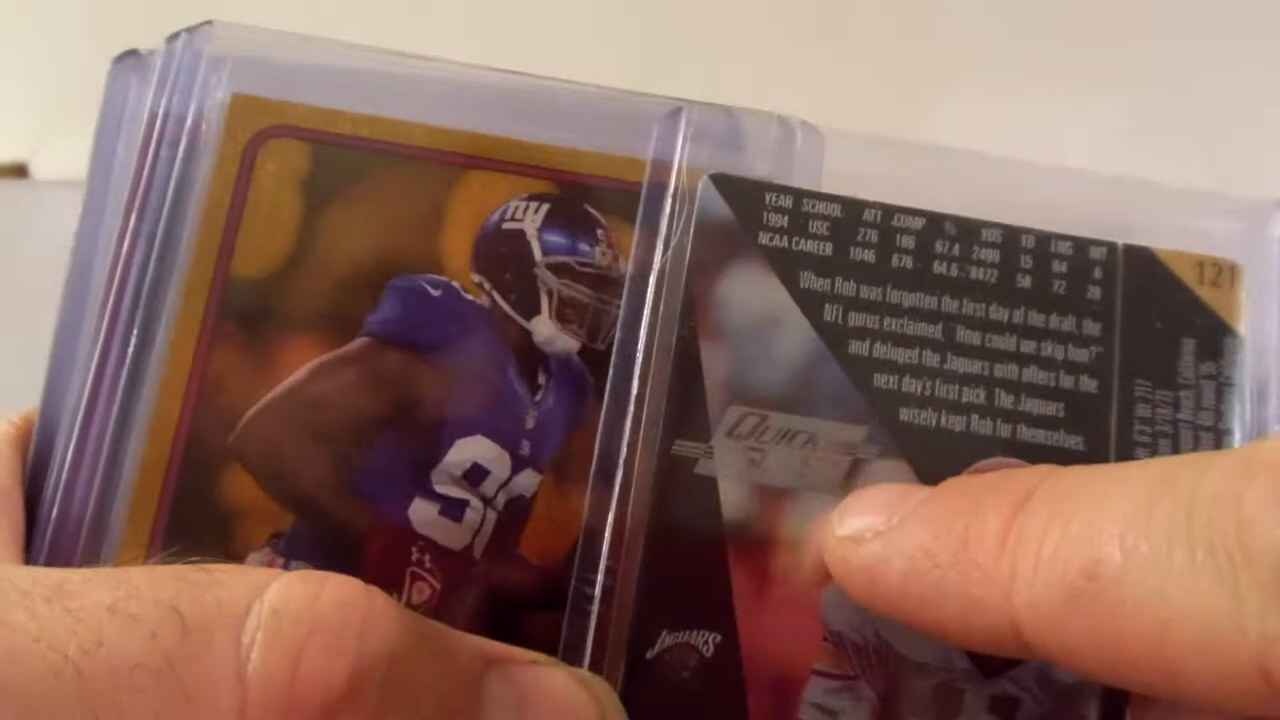 ny
90
YEAR SCHOOL ATT COMP % YDS TD LNG INT
1994 USC 276 186 67.4 2499 15 84 6
NCAA CAREER 1046 676 64.6 8472 58 72 28
When Rob was forgotten the first day of the draft, the
NFL gurus exclaimed, "How could we skip him?"
and deluged the Jaguars with offers for the
next day's first pick. The Jaguars
wisely kept Rob for themselves.
121
QUICK
JAGUARS